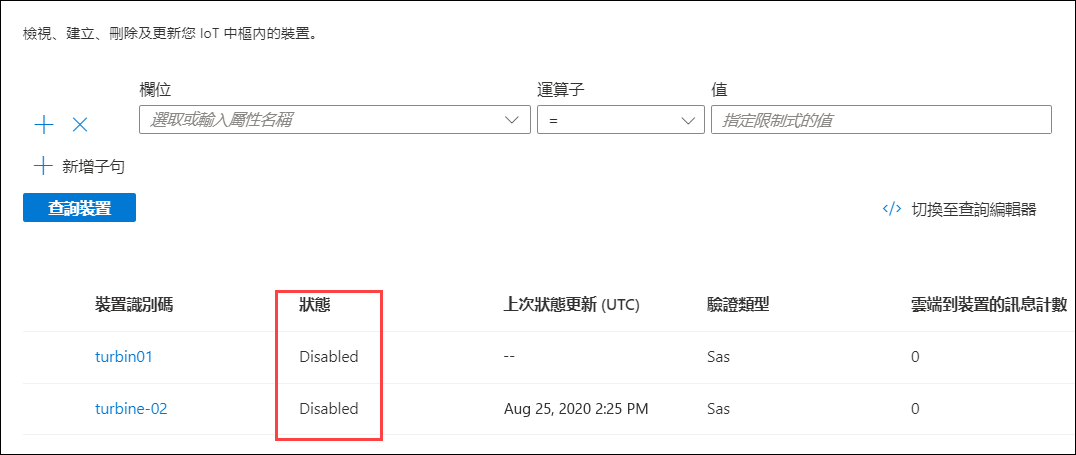 檢視、建立、刪除及更新您 IoT 中樞內的裝置。
欄位 運算子 值
選取或輸入屬性名稱 = 指定限制式的值
新增子句
查詢裝置 </> 切換至查詢編輯器
裝置識別碼 狀態 上次狀態更新 (UTC) 驗證類型 雲端到裝置的訊息計數
turbin01 Disabled -- Sas 0
turbine-02 Disabled Aug 25, 2020 2:25 PM Sas 0